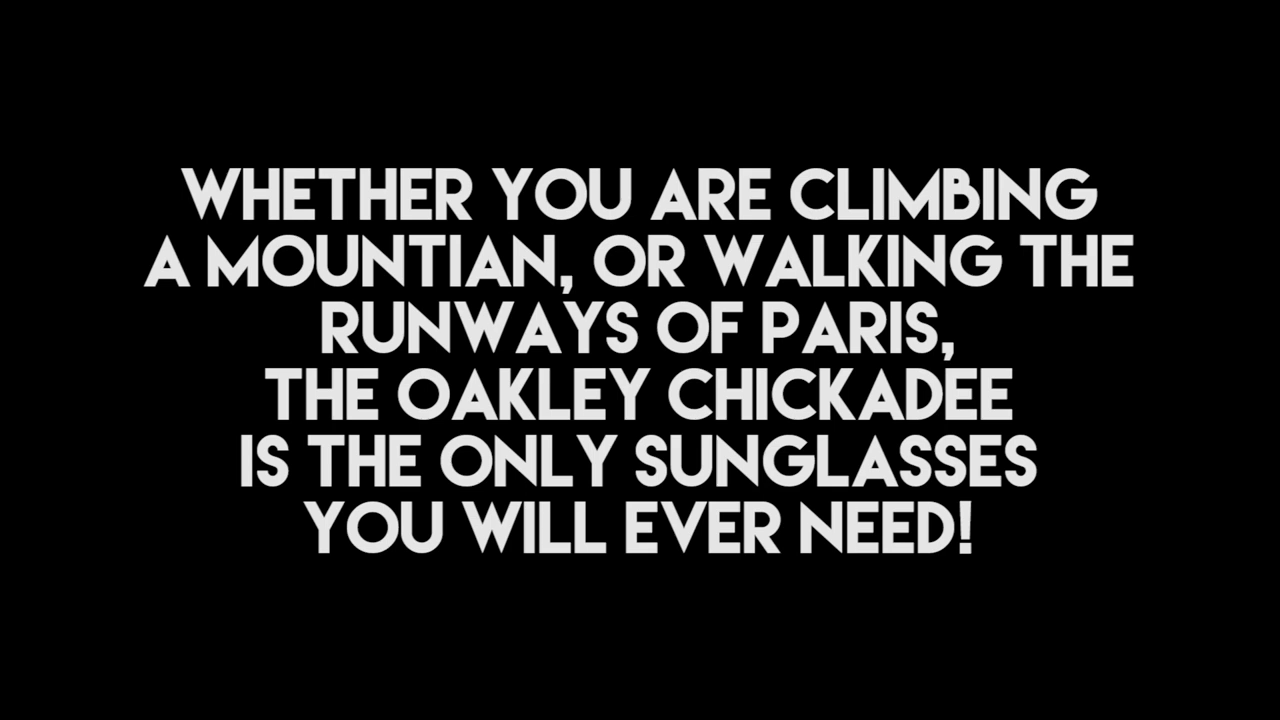 WHETHER YOU ARE CLIMBING
A MOUNTIAN, OR WALKING THE
RUNWAYS OF PARIS,
THE OAKLEY CHICKADEE
IS THE ONLY SUNGLASSES
YOU WILL EVER NEED!